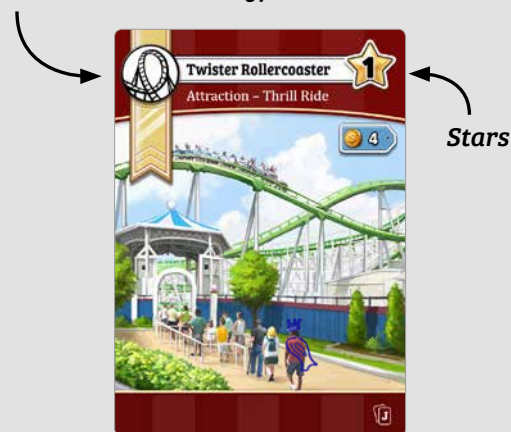 Twister Rollercoaster
1
Attraction – Thrill Ride
4
Stars
J